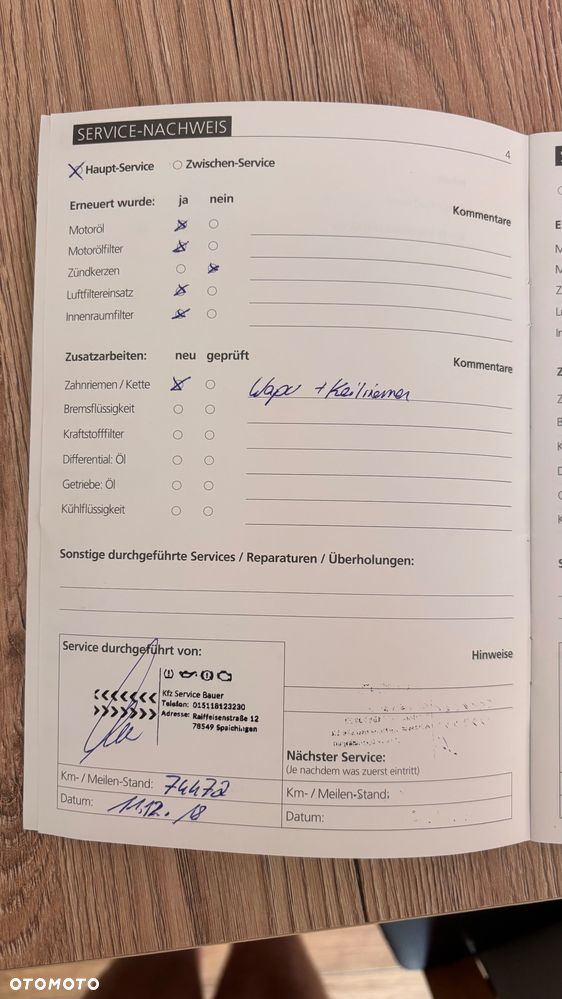 SERVICE-NACHWEIS
4
Haupt-Service Zwischen-Service
Erneuert wurde: ja nein
Kommentare
Motoröl
Motorölfilter
Zündkerzen
Luftfiltereinsatz
Innenraumfilter
Zusatzarbeiten: neu geprüft
Kommentare
Zahnriemen / Kette Wapu + Keilriemen
Bremsflüssigkeit
Kraftstofffilter
Differential: Öl
Getriebe: Öl
Kühlflüssigkeit
Sonstige durchgeführte Services / Reparaturen / Überholungen:
Service durchgeführt von:
Kfz Service Bauer
Telefon: 015118123230
Adresse: Raiffeisenstraße 12
78549 Spaichingen
Km- / Meilen-Stand: 74472
Datum: 11.12.18
Hinweise
Nächster Service:
(Je nachdem was zuerst eintritt)
Km- / Meilen-Stand:
Datum:
OTOMOTO